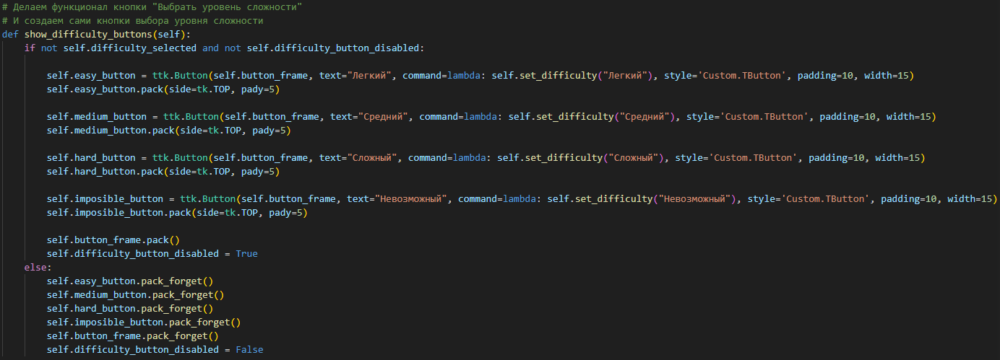 # Делаем функционал кнопки "Выбрать уровень сложности"
# И создаем сами кнопки выбора уровня сложности
def show_difficulty_buttons(self):
    if not self.difficulty_selected and not self.difficulty_button_disabled:

        self.easy_button = ttk.Button(self.button_frame, text="Легкий", command=lambda: self.set_difficulty("Легкий"), style='Custom.TButton', padding=10, width=15)
        self.easy_button.pack(side=tk.TOP, pady=5)

        self.medium_button = ttk.Button(self.button_frame, text="Средний", command=lambda: self.set_difficulty("Средний"), style='Custom.TButton', padding=10, width=15)
        self.medium_button.pack(side=tk.TOP, pady=5)

        self.hard_button = ttk.Button(self.button_frame, text="Сложный", command=lambda: self.set_difficulty("Сложный"), style='Custom.TButton', padding=10, width=15)
        self.hard_button.pack(side=tk.TOP, pady=5)

        self.imposible_button = ttk.Button(self.button_frame, text="Невозможный", command=lambda: self.set_difficulty("Невозможный"), style='Custom.TButton', padding=10, width=15)
        self.imposible_button.pack(side=tk.TOP, pady=5)

        self.button_frame.pack()
        self.difficulty_button_disabled = True
    else:
        self.easy_button.pack_forget()
        self.medium_button.pack_forget()
        self.hard_button.pack_forget()
        self.imposible_button.pack_forget()
        self.button_frame.pack_forget()
        self.difficulty_button_disabled = False